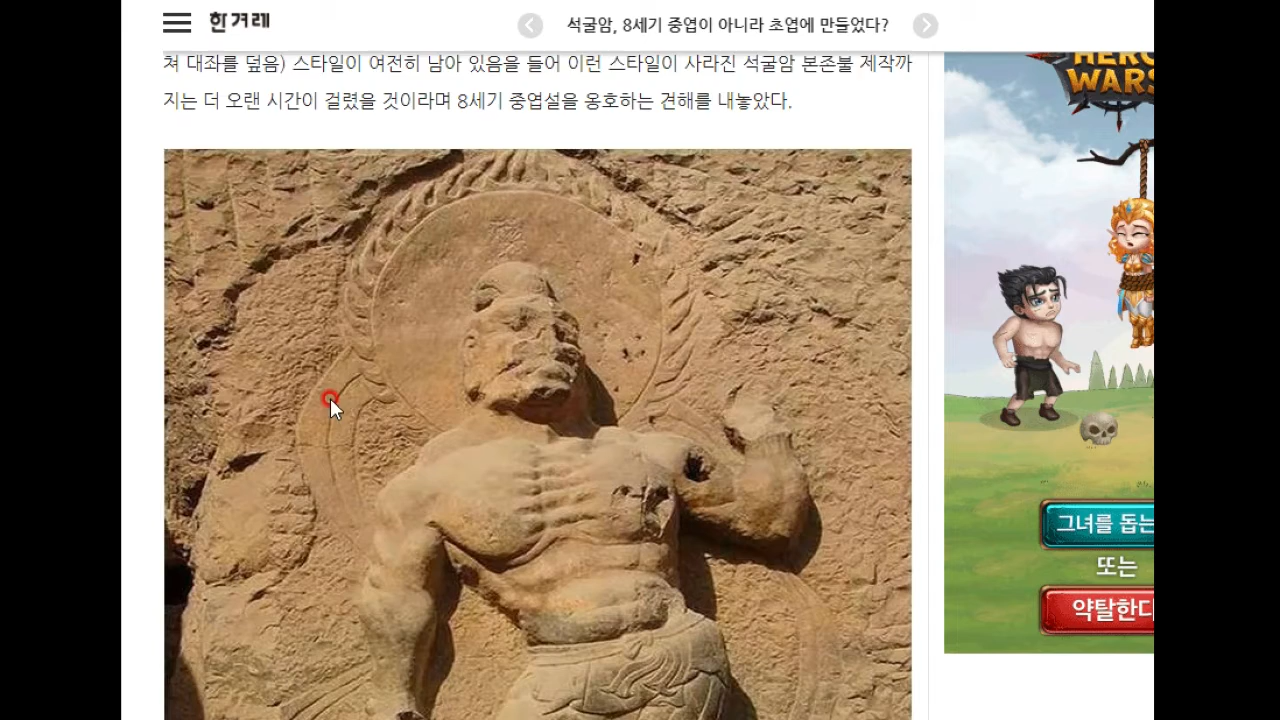 한겨레
석굴암, 8세기 중엽이 아니라 초엽에 만들었다?
쳐 대좌를 덮음) 스타일이 여전히 남아 있음을 들어 이런 스타일이 사라진 석굴암 본존불 제작까
지는 더 오랜 시간이 걸렸을 것이라며 8세기 중엽설을 옹호하는 견해를 내놓았다.
HERO
WARS
그녀를 돕는
또는
약탈한다